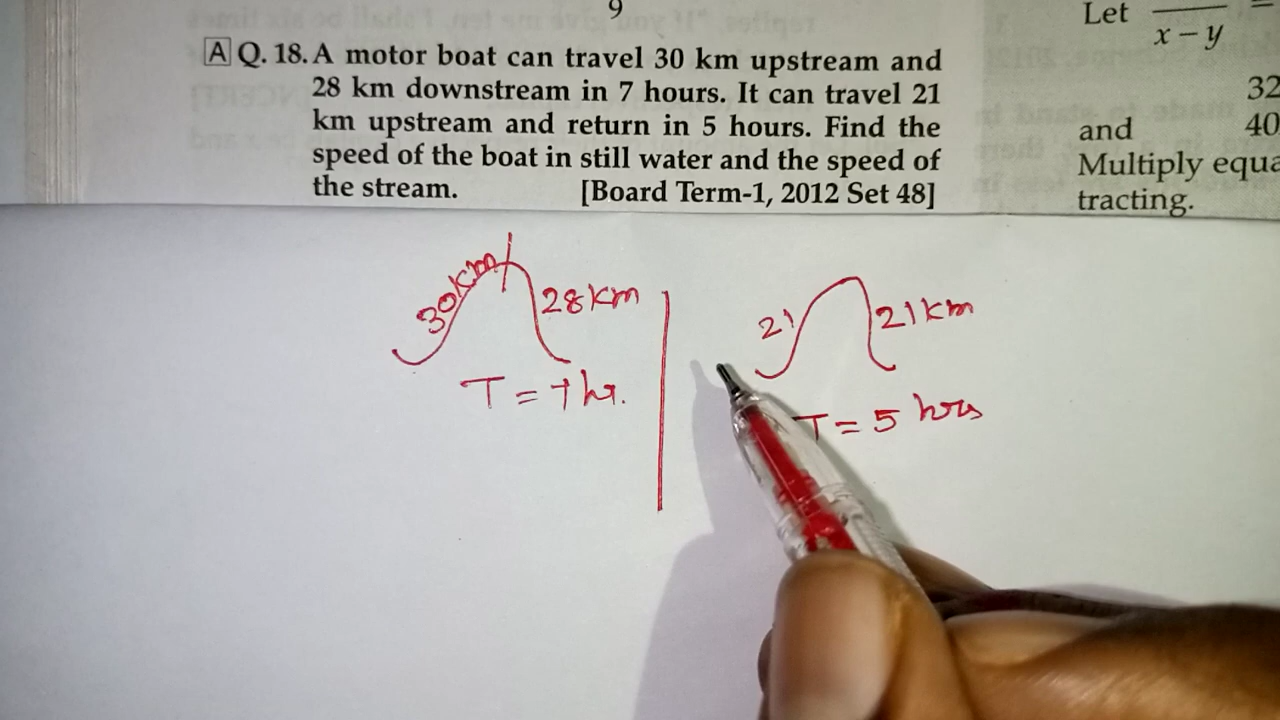 9
A Q. 18. A motor boat can travel 30 km upstream and
28 km downstream in 7 hours. It can travel 21
km upstream and return in 5 hours. Find the
speed of the boat in still water and the speed of
the stream. [Board Term-1, 2012 Set 48]
Let
x – y
=
32
and 40
Multiply equa
tracting.
30km 28km
T = 7 hr.
21 21km
T = 5 hrs